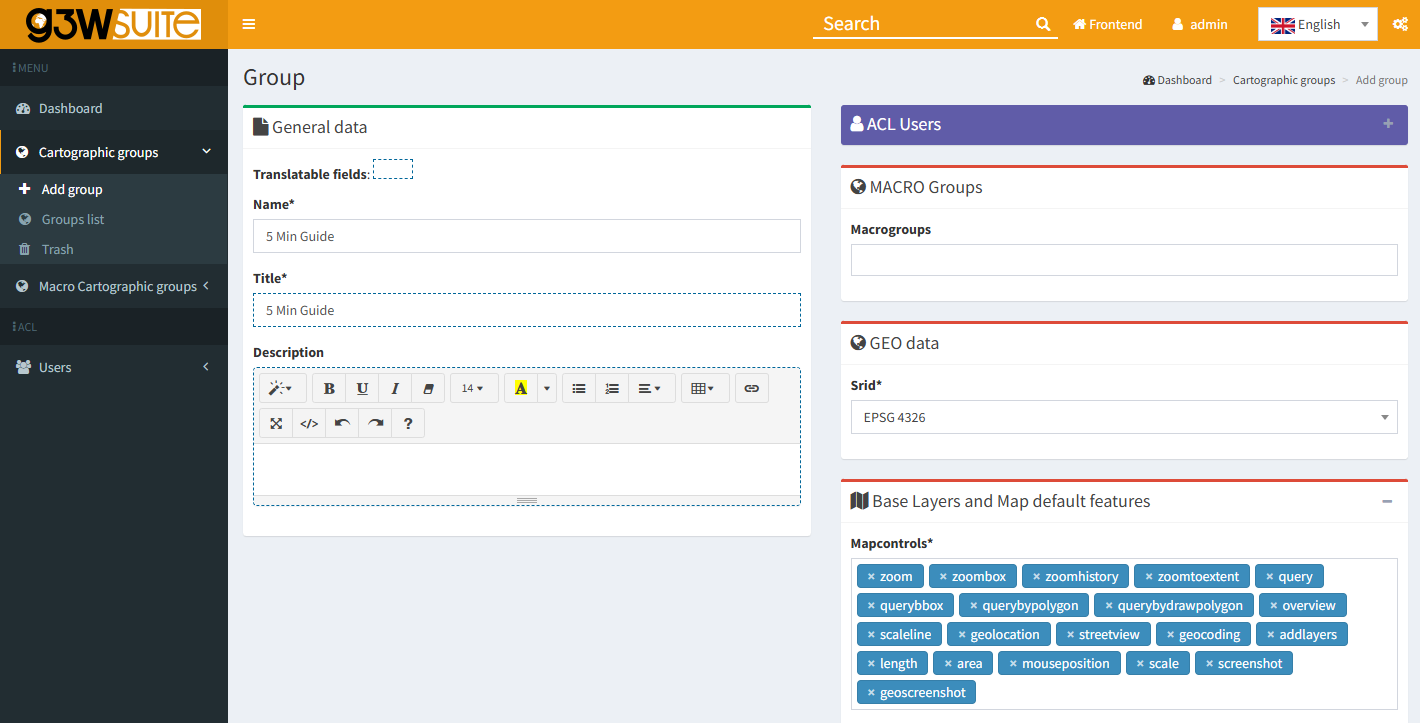 g3wsuite
Search
Frontend
admin
English
MENU
Dashboard
Cartographic groups
Add group
Groups list
Trash
Macro Cartographic groups
ACL
Users
Group
Dashboard > Cartographic groups > Add group
General data
Translatable fields:
Name*
5 Min Guide
Title*
5 Min Guide
Description
B U I 14 A
</> ?
ACL Users +
MACRO Groups
Macrogroups
GEO data
Srid*
EPSG 4326
Base Layers and Map default features
Mapcontrols*
× zoom × zoombox × zoomhistory × zoomtoextent × query
× querybbox × querybypolygon × querybydrawpolygon × overview
× scaleline × geolocation × streetview × geocoding × addlayers
× length × area × mouseposition × scale × screenshot
× geoscreenshot